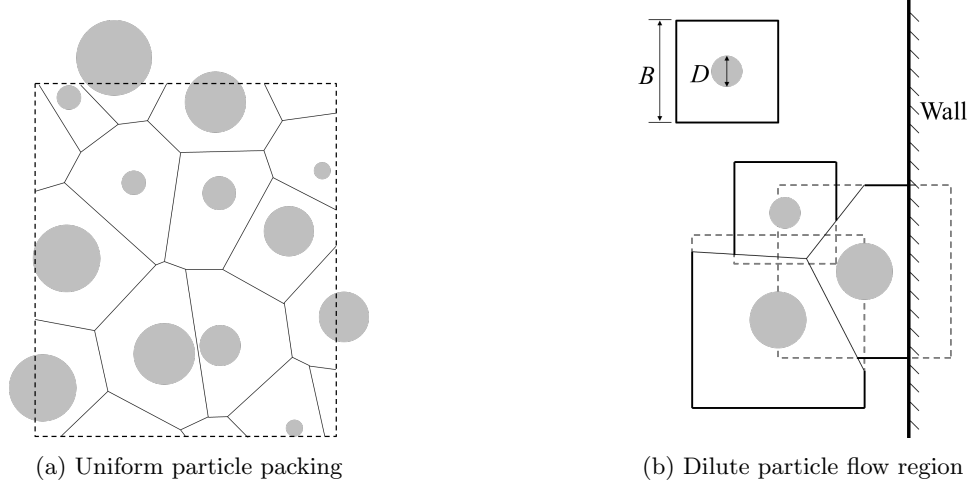 B
D
Wall
(a) Uniform particle packing
(b) Dilute particle flow region